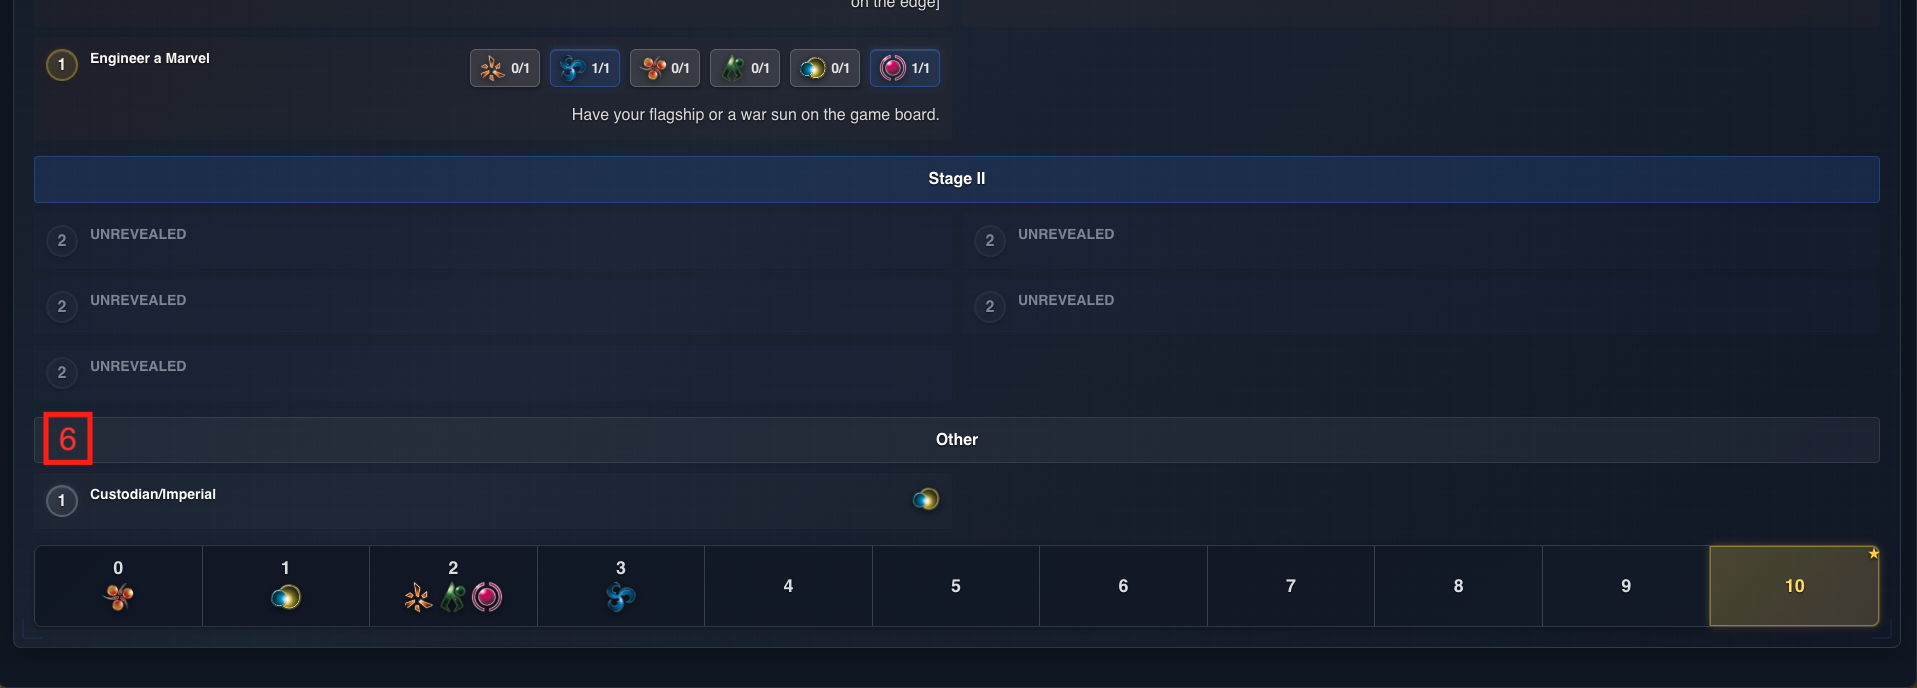 on the edge]
1 Engineer a Marvel 0/1 1/1 0/1 0/1 0/1 1/1
Have your flagship or a war sun on the game board.
Stage II
2 UNREVEALED 2 UNREVEALED
2 UNREVEALED 2 UNREVEALED
2 UNREVEALED
6 Other
1 Custodian/Imperial
0 1 2 3 4 5 6 7 8 9 10